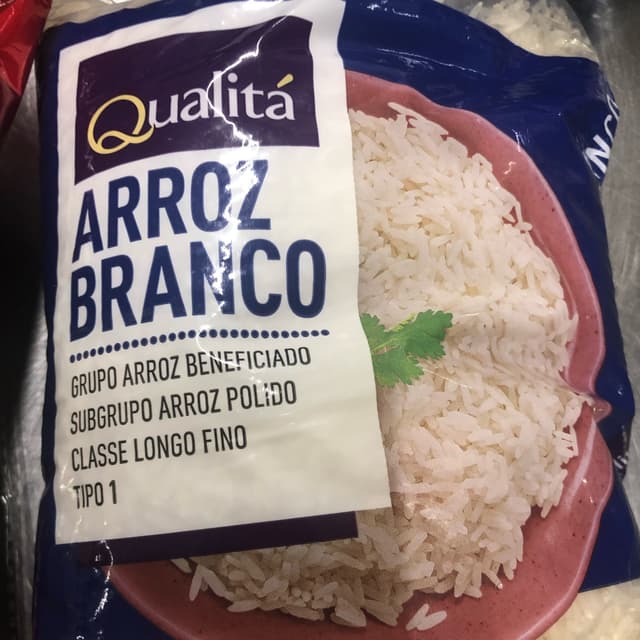 Qualitá
ARROZ
BRANCO
GRUPO ARROZ BENEFICIADO
SUBGRUPO ARROZ POLIDO
CLASSE LONGO FINO
TIPO 1